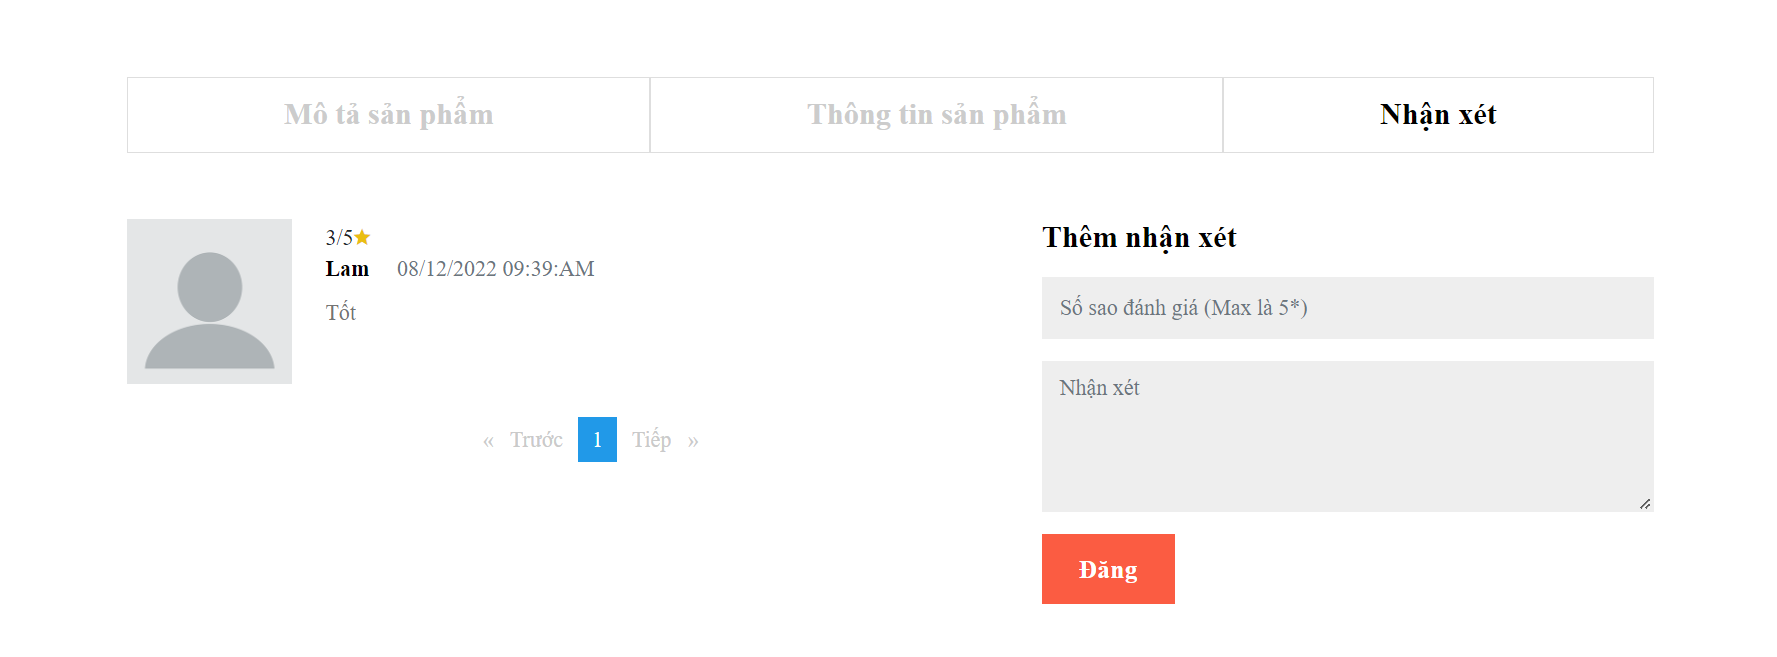 Mô tả sản phẩm
Thông tin sản phẩm
Nhận xét
3/5
Lam 08/12/2022 09:39:AM
Tốt
« Trước 1 Tiếp »
Thêm nhận xét
Số sao đánh giá (Max là 5*)
Nhận xét
Đăng